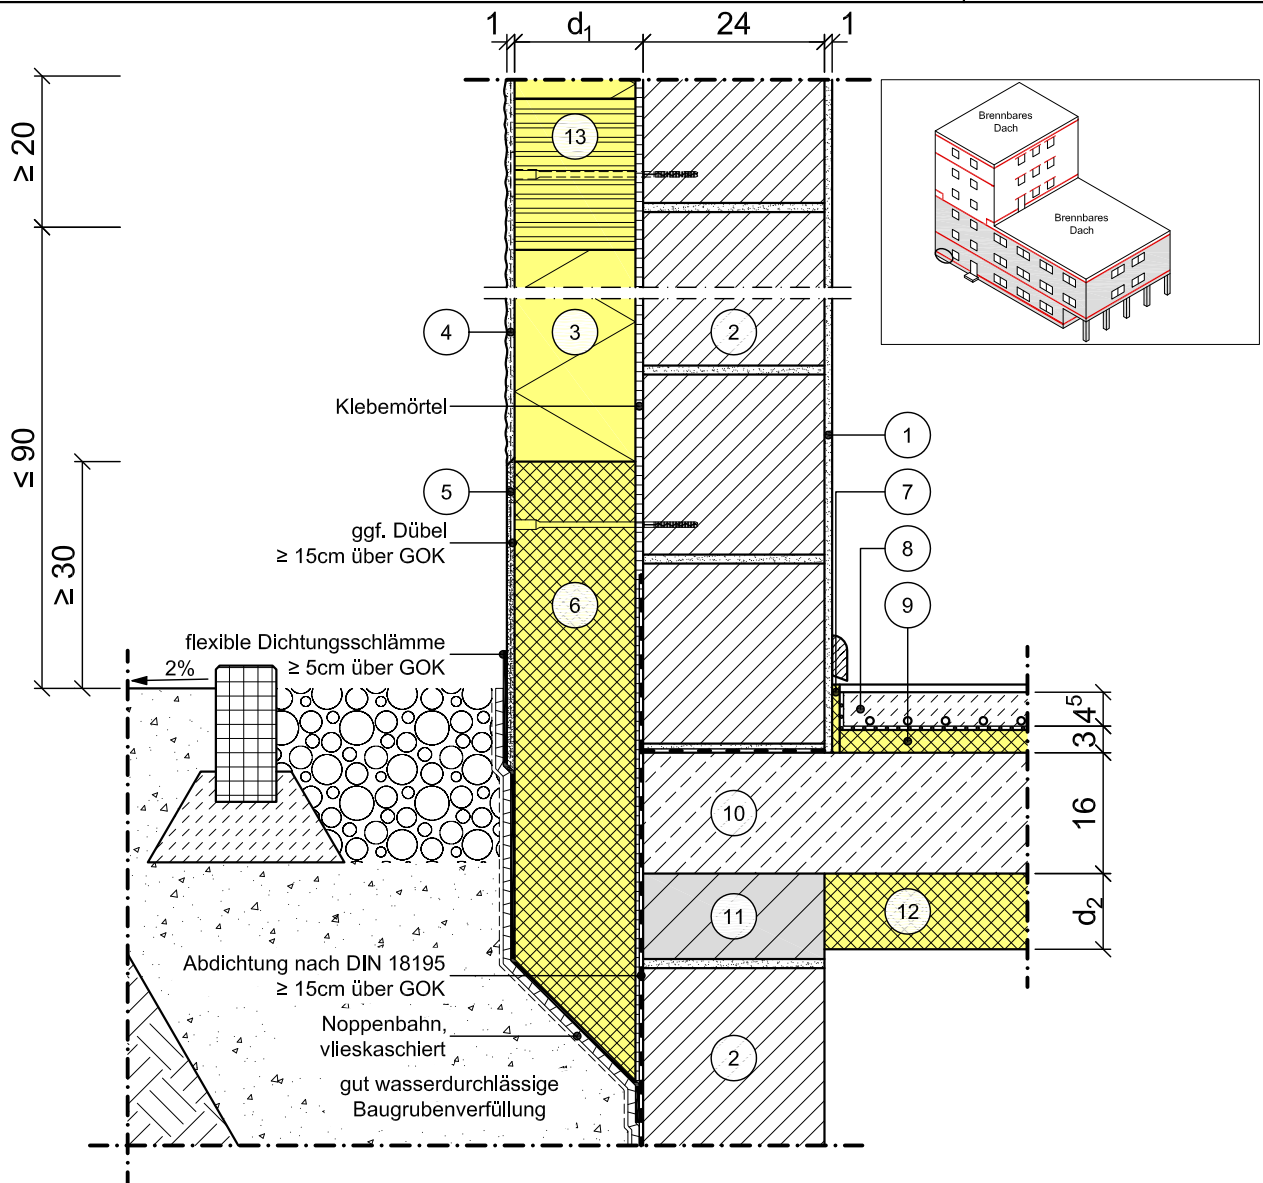 1
d₁
24
1
≥ 20
≤ 90
≥ 30
13
Brennbares
Dach
Brennbares
Dach
4
3
2
Klebemörtel
1
5
7
ggf. Dübel
≥ 15cm über GOK
8
6
9
flexible Dichtungsschlämme
≥ 5cm über GOK
2%
4⁵
3
10
16
11
12
d₂
Abdichtung nach DIN 18195
≥ 15cm über GOK
Noppenbahn,
vlieskaschiert
2
gut wasserdurchlässige
Baugrubenverfüllung